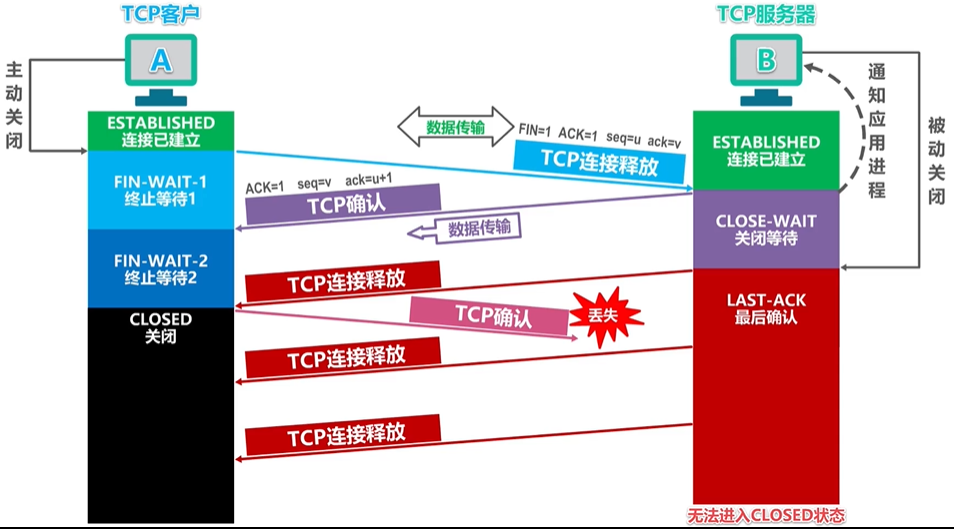 TCP客户
TCP服务器
A
B
主动关闭
通知应用进程
被动关闭
ESTABLISHED
连接已建立
数据传输
FIN=1 ACK=1 seq=u ack=v
TCP连接释放
ESTABLISHED
连接已建立
FIN-WAIT-1
终止等待1
ACK=1 seq=v ack=u+1
TCP确认
数据传输
CLOSE-WAIT
关闭等待
FIN-WAIT-2
终止等待2
TCP连接释放
LAST-ACK
最后确认
CLOSED
关闭
TCP确认
丢失
TCP连接释放
TCP连接释放
无法进入CLOSED状态